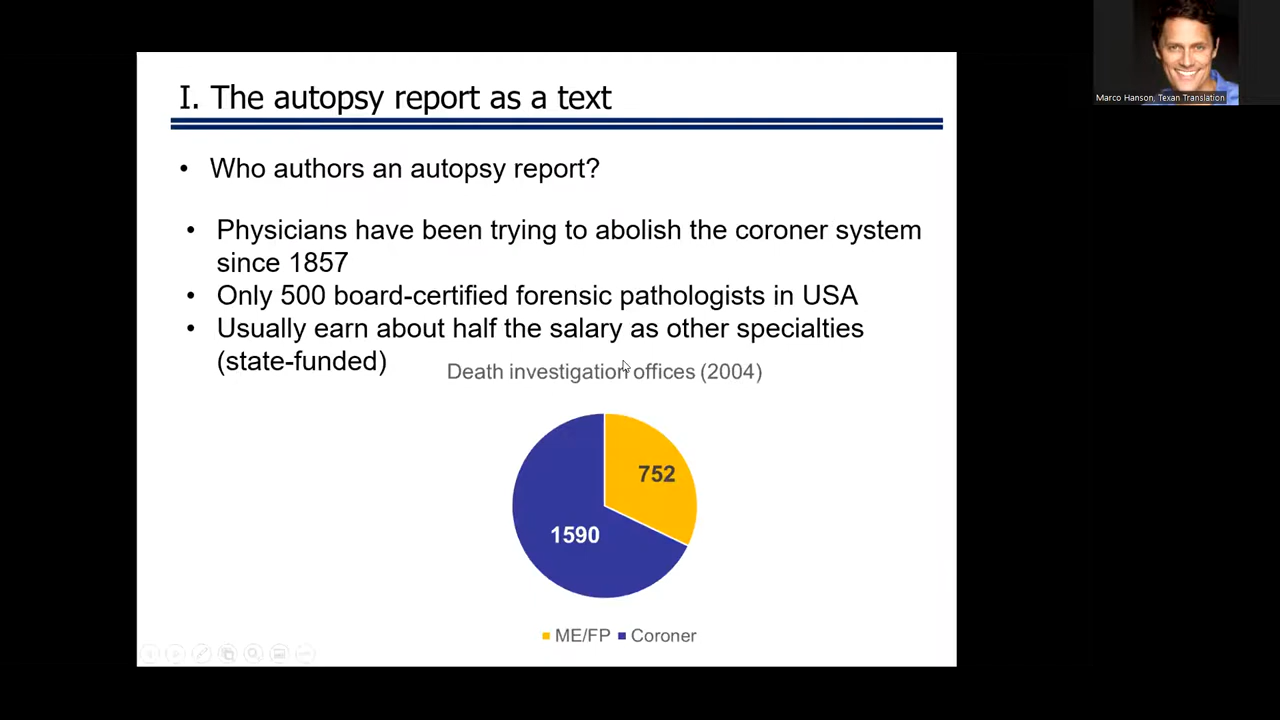 I. The autopsy report as a text
• Who authors an autopsy report?
• Physicians have been trying to abolish the coroner system
since 1857
• Only 500 board-certified forensic pathologists in USA
• Usually earn about half the salary as other specialties
(state-funded)
Death investigation offices (2004)
752
1590
ME/FP Coroner
Marco Hanson, Texan Translation